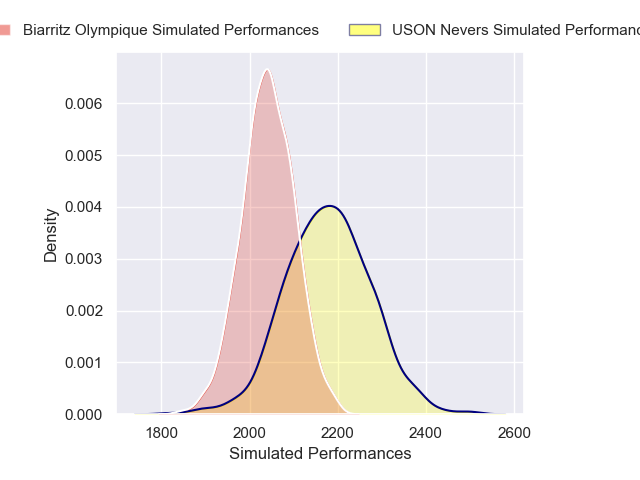 Biarritz Olympique Simulated Performances USON Nevers Simulated
0.006
0.005
0.004
0.003
0.002
0.001
0.000
Density
1800 2000 2200 2400 2600
Simulated Performances